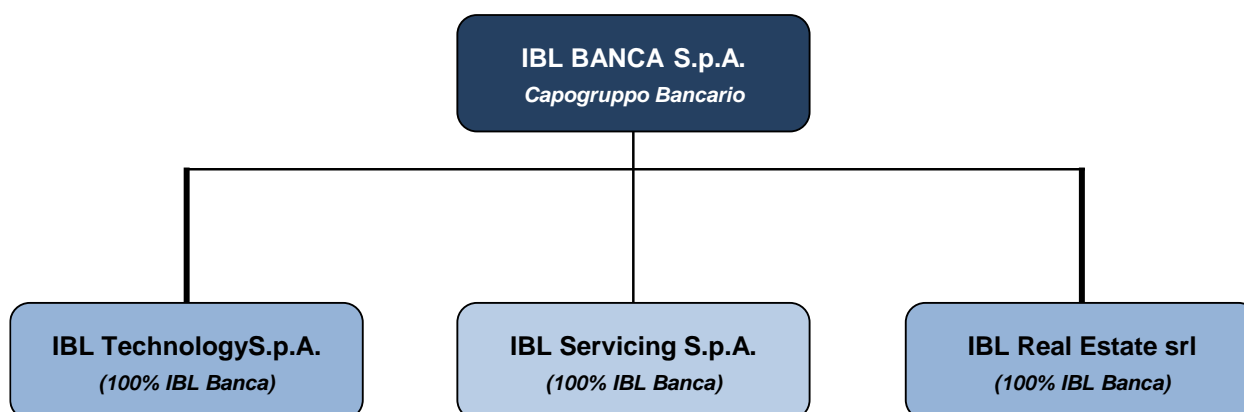 IBL BANCA S.p.A.
Capogruppo Bancario
IBL TechnologyS.p.A.
(100% IBL Banca)
IBL Servicing S.p.A.
(100% IBL Banca)
IBL Real Estate srl
(100% IBL Banca)